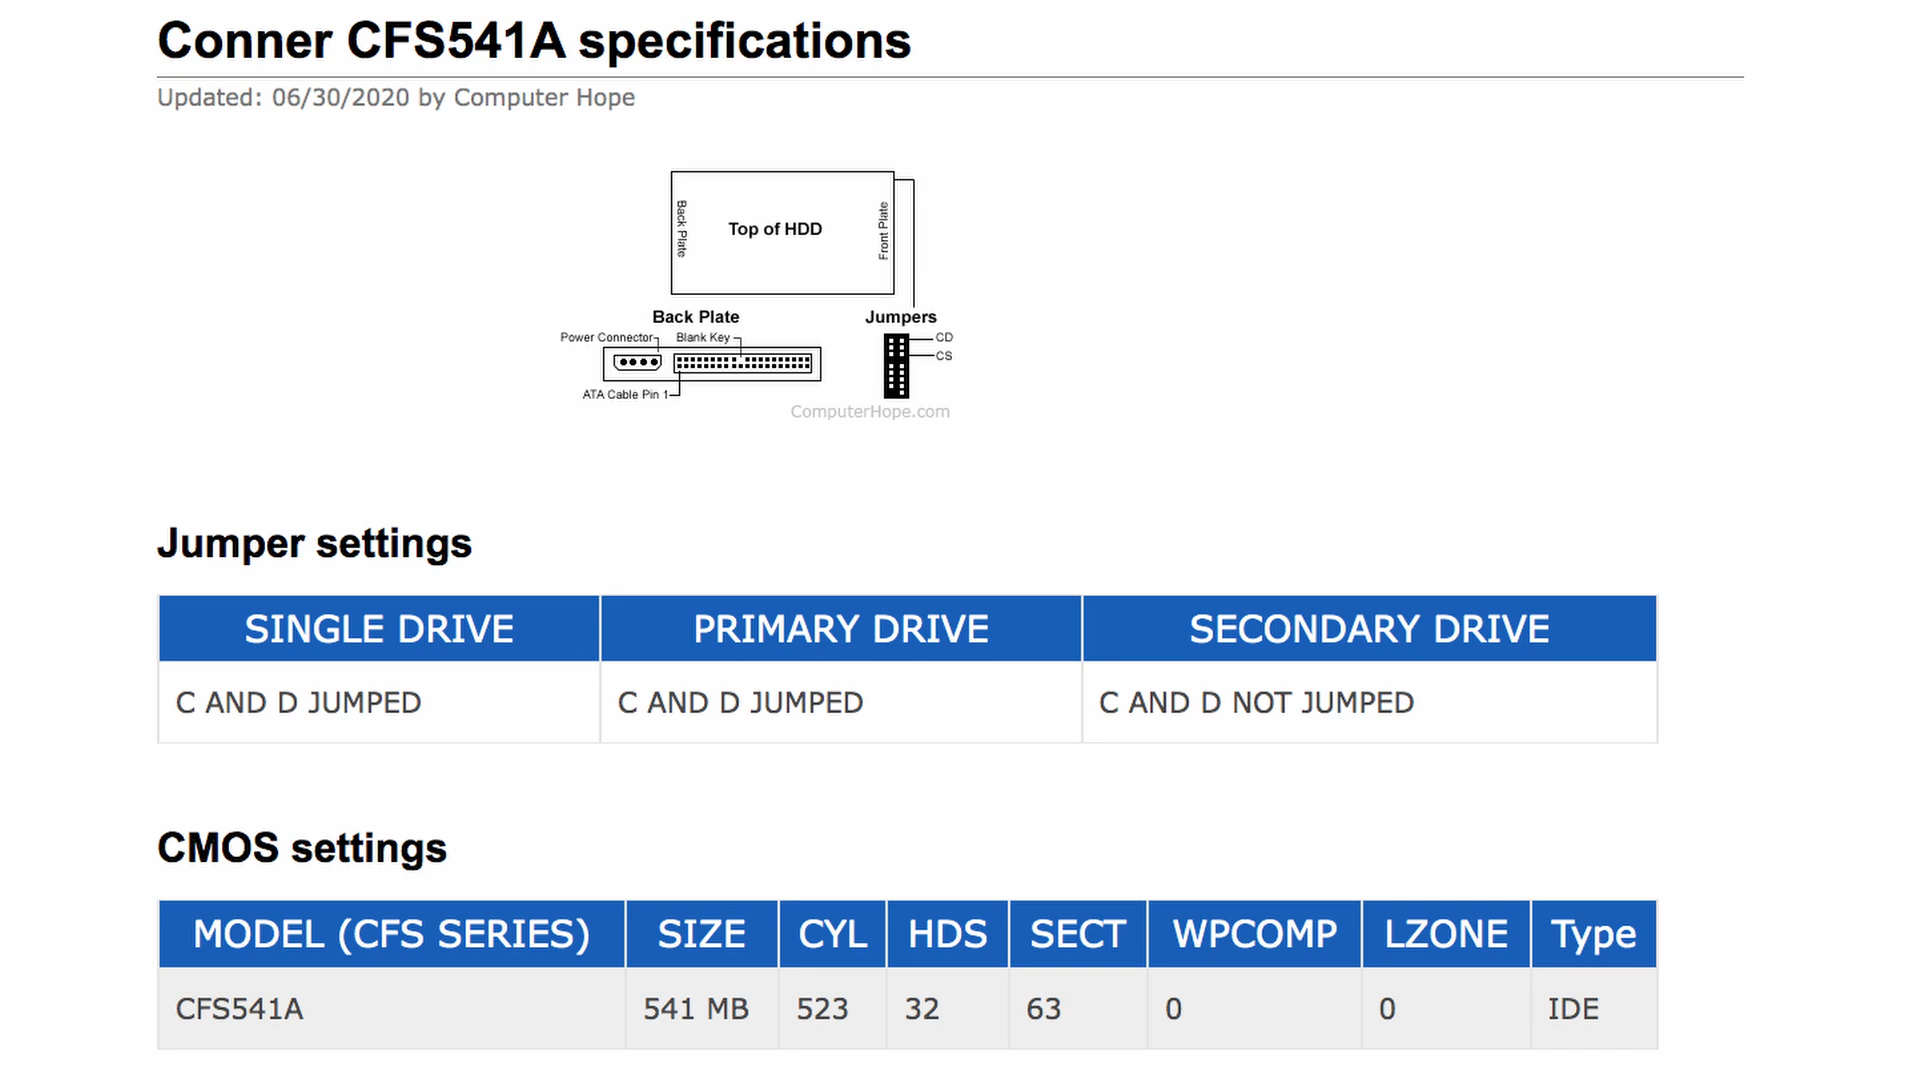 Conner CFS541A specifications
Updated: 06/30/2020 by Computer Hope
Back Plate
Top of HDD
Front Plate
Back Plate
Jumpers
Power Connector
Blank Key
CD
CS
ATA Cable Pin 1
ComputerHope.com
Jumper settings
SINGLE DRIVE PRIMARY DRIVE SECONDARY DRIVE
C AND D JUMPED C AND D JUMPED C AND D NOT JUMPED
CMOS settings
MODEL (CFS SERIES) SIZE CYL HDS SECT WPCOMP LZONE Type
CFS541A 541 MB 523 32 63 0 0 IDE